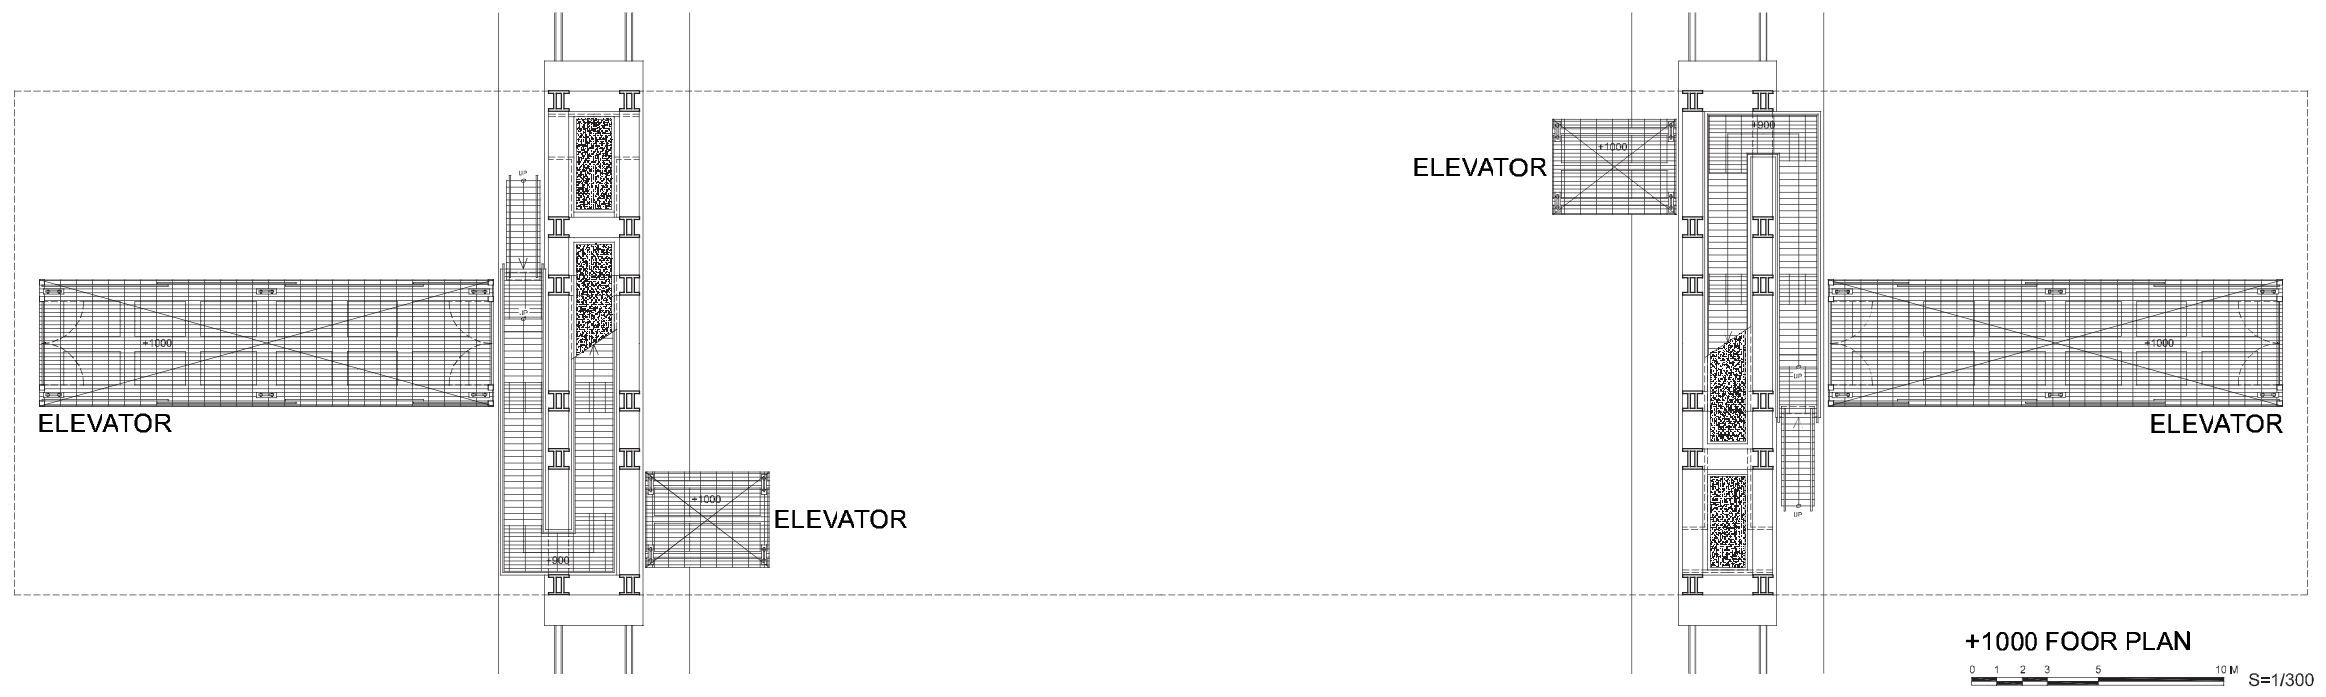 +900
ELEVATOR
+1000
UP
UP
+1000
+1000
ELEVATOR
UP
ELEVATOR
+1000
ELEVATOR
+900
UP
+1000 FOOR PLAN
0 1 2 3 5 10 M
S=1/300